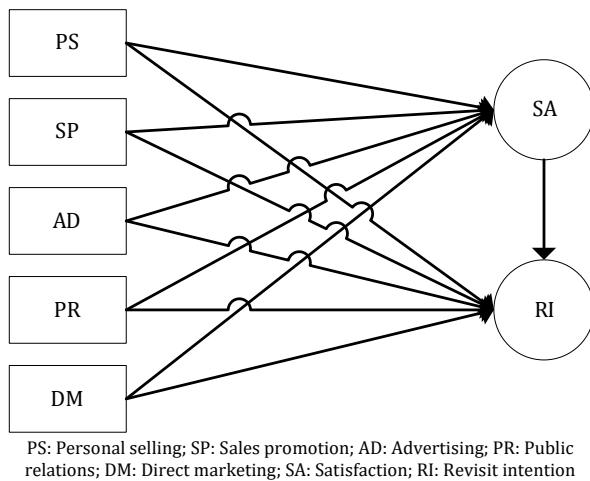 PS
SP
AD
PR
DM
SA
RI
PS: Personal selling; SP: Sales promotion; AD: Advertising; PR: Public
relations; DM: Direct marketing; SA: Satisfaction; RI: Revisit intention